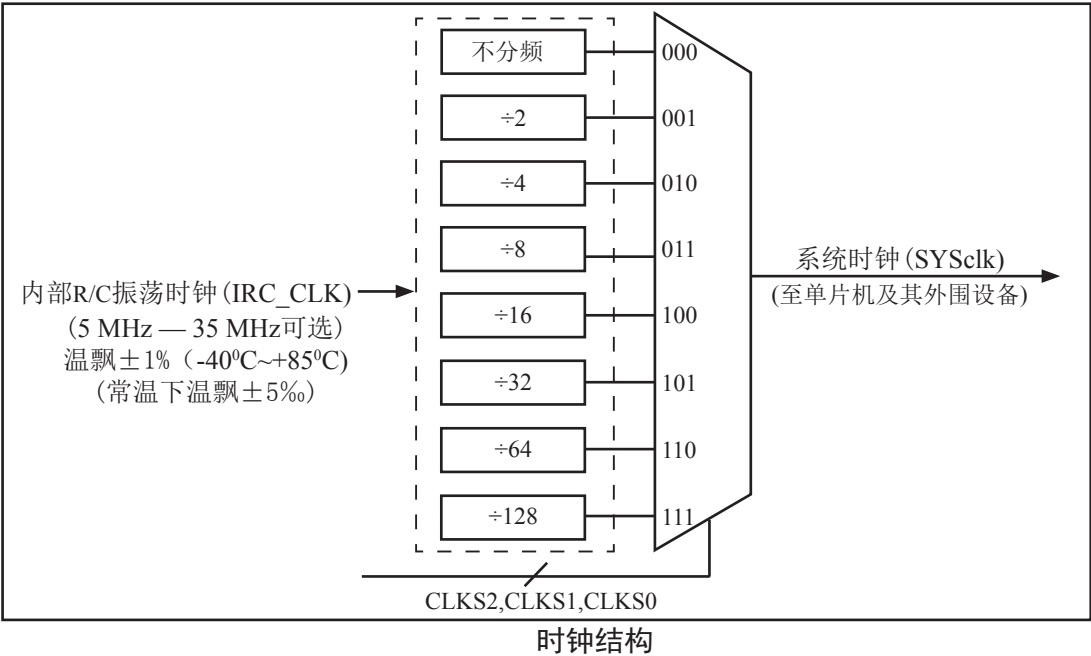 不分频
000
÷2
001
÷4
010
÷8
011
÷16
100
÷32
101
÷64
110
÷128
111
内部R/C振荡时钟(IRC_CLK)
(5 MHz — 35 MHz可选)
温飘±1%（-40⁰C~+85⁰C)
(常温下温飘±5‰)
系统时钟(SYSclk)
(至单片机及其外围设备)
CLKS2,CLKS1,CLKS0
时钟结构